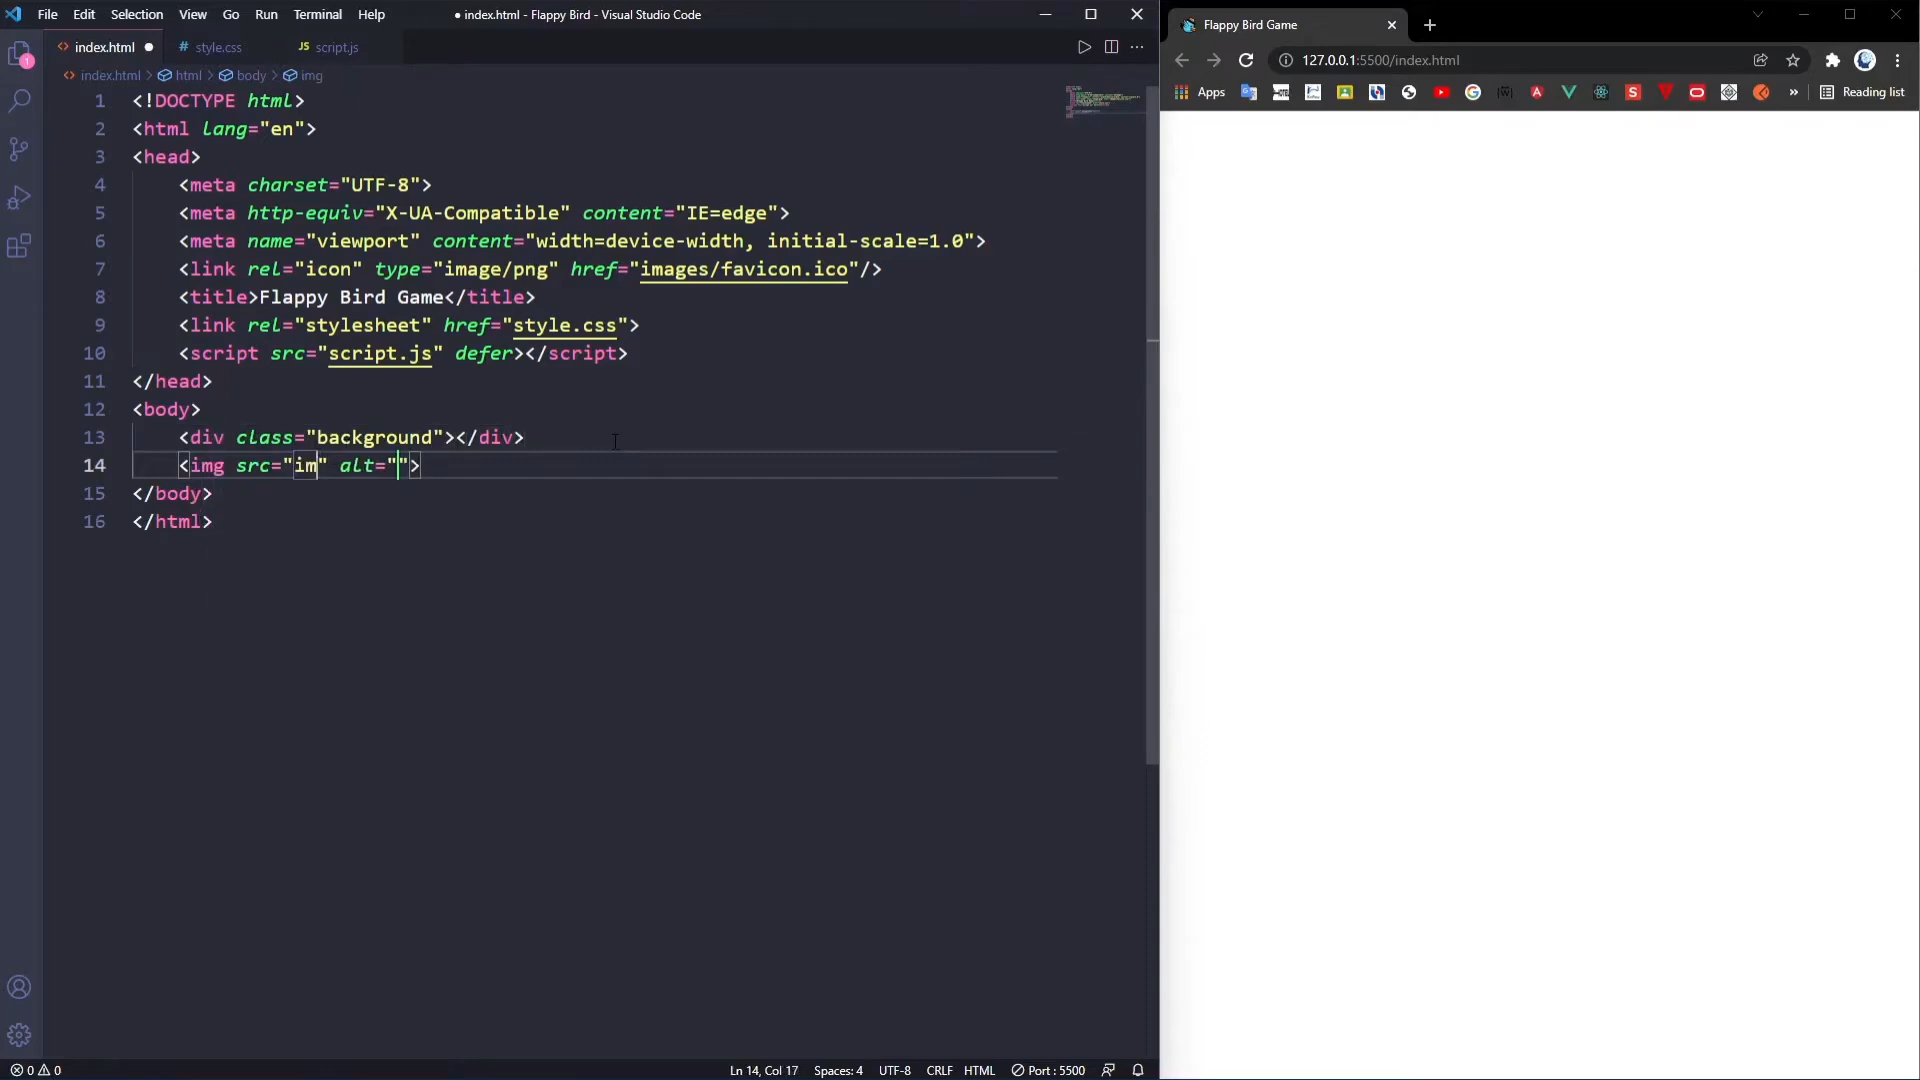 File Edit Selection View Go Run Terminal Help
● index.html - Flappy Bird - Visual Studio Code
index.html ● # style.css JS script.js
index.html > html > body > img
1 <!DOCTYPE html>
2 <html lang="en">
3 <head>
4 <meta charset="UTF-8">
5 <meta http-equiv="X-UA-Compatible" content="IE=edge">
6 <meta name="viewport" content="width=device-width, initial-scale=1.0">
7 <link rel="icon" type="image/png" href="images/favicon.ico"/>
8 <title>Flappy Bird Game</title>
9 <link rel="stylesheet" href="style.css">
10 <script src="script.js" defer></script>
11 </head>
12 <body>
13 <div class="background"></div>
14 <img src="im" alt="">
15 </body>
16 </html>
1
0 0 Ln 14, Col 17 Spaces: 4 UTF-8 CRLF HTML Port : 5500
Flappy Bird Game
127.0.0.1:5500/index.html
Apps » Reading list